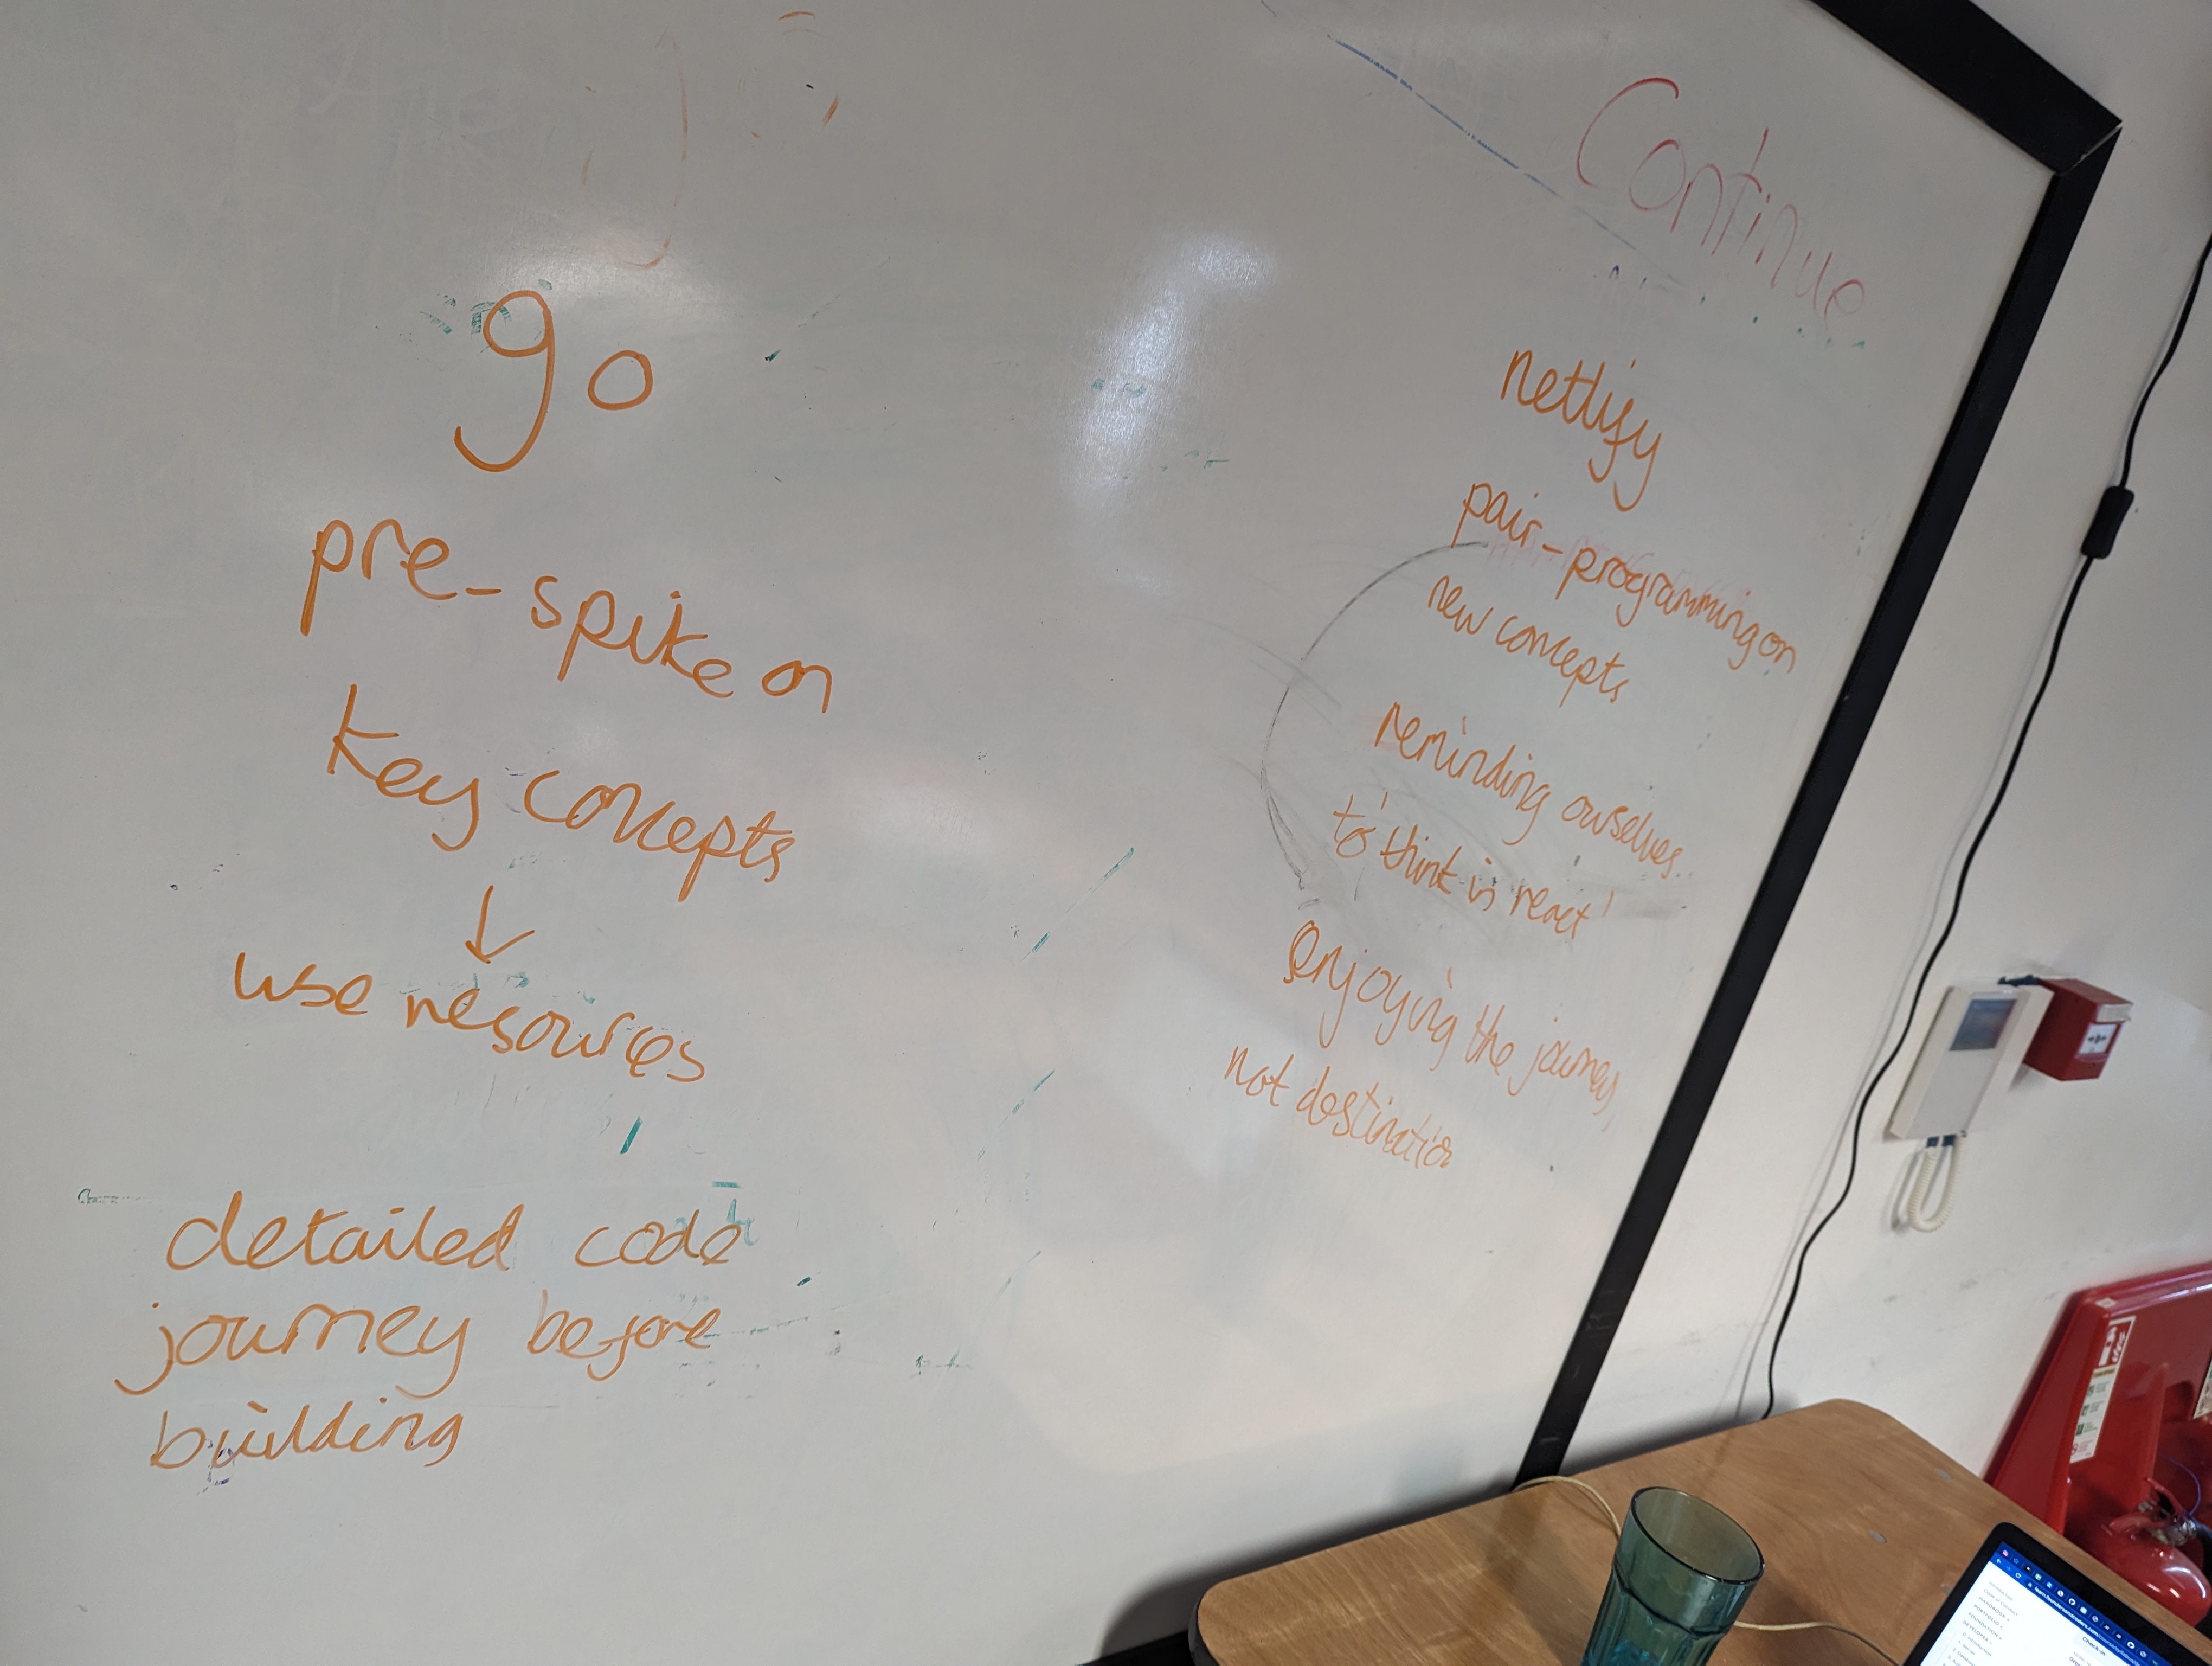 go
pre-spike on
key concepts
↓
use resources
detailed code
journey before
building
Continue
netlify
pair-programming on
new concepts
reminding ourselves
to 'think in react'
enjoying the journey,
not destination